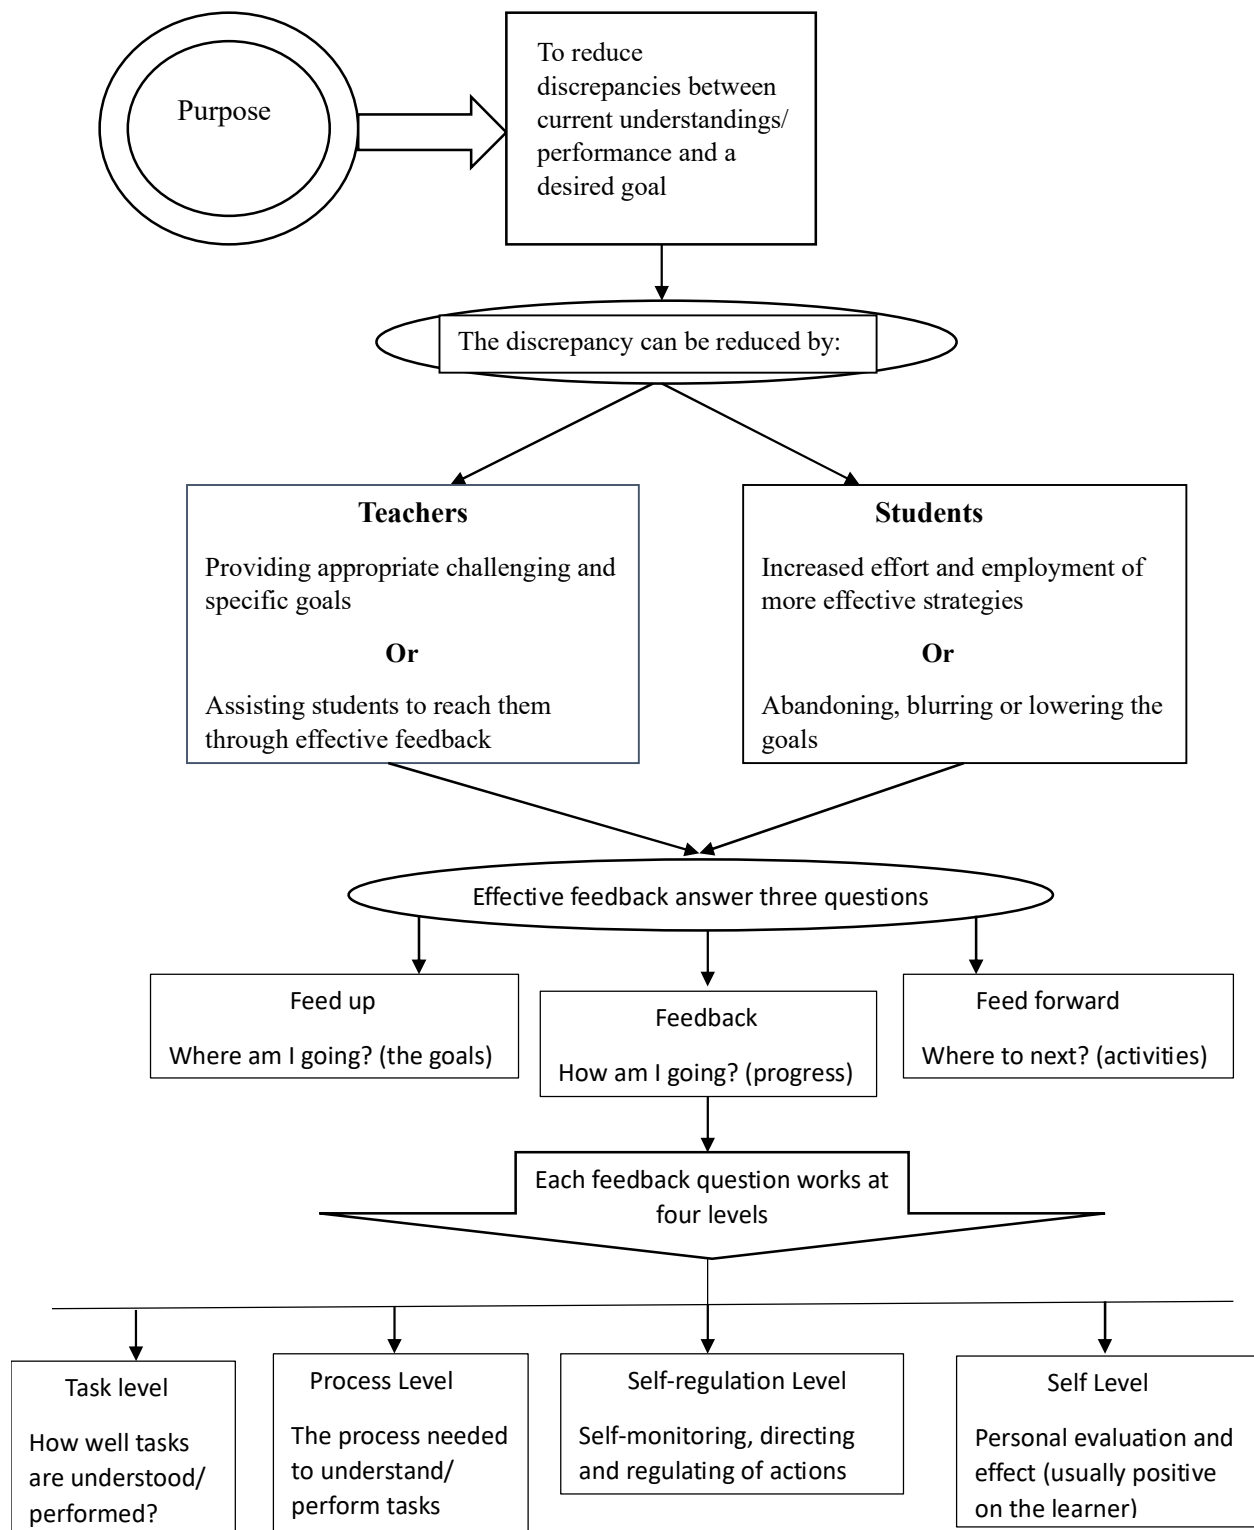 Purpose
To reduce
discrepancies between
current understandings/
performance and a
desired goal
The discrepancy can be reduced by:
Teachers
Providing appropriate challenging and
specific goals
Or
Assisting students to reach them
through effective feedback
Students
Increased effort and employment of
more effective strategies
Or
Abandoning, blurring or lowering the
goals
Effective feedback answer three questions
Feed up
Where am I going? (the goals)
Feedback
How am I going? (progress)
Feed forward
Where to next? (activities)
Each feedback question works at
four levels
Task level
How well tasks
are understood/
performed?
Process Level
The process needed
to understand/
perform tasks
Self-regulation Level
Self-monitoring, directing
and regulating of actions
Self Level
Personal evaluation and
effect (usually positive
on the learner)